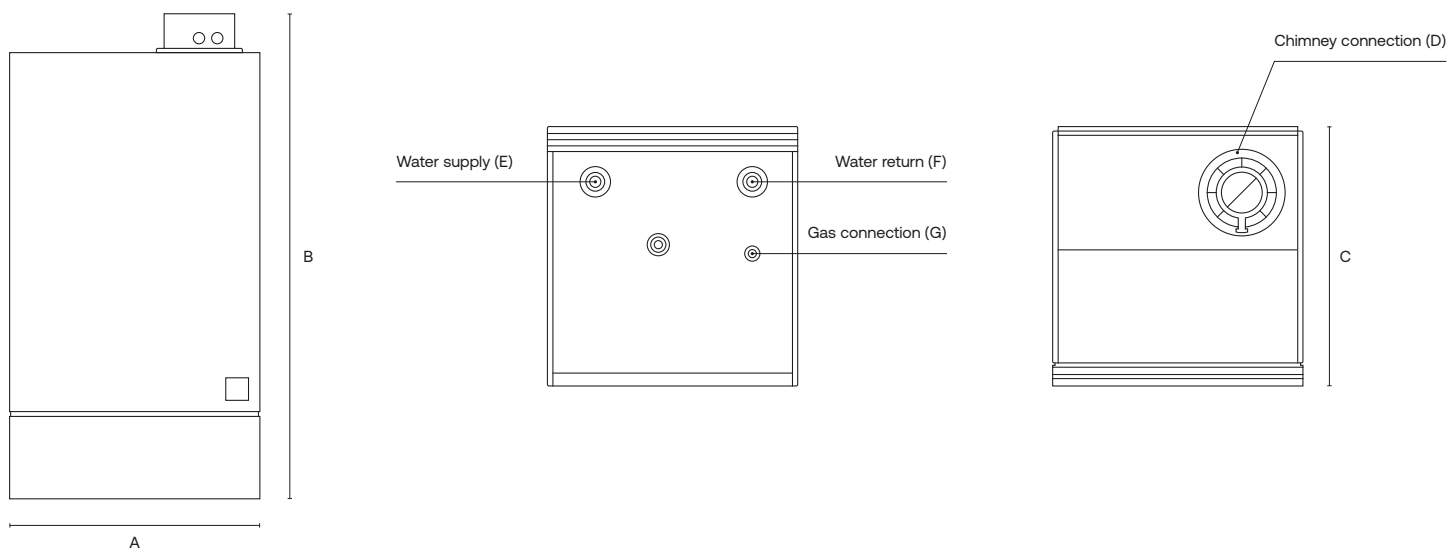 Chimney connection (D)
Water supply (E)
Water return (F)
Gas connection (G)
B
C
A